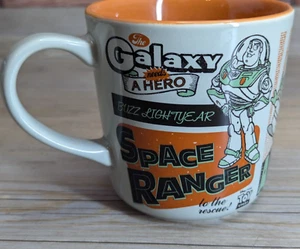 The
Galaxy
needs
A HERO
BUZZ LIGHTYEAR
SPACE
RANGER
to the
rescue!